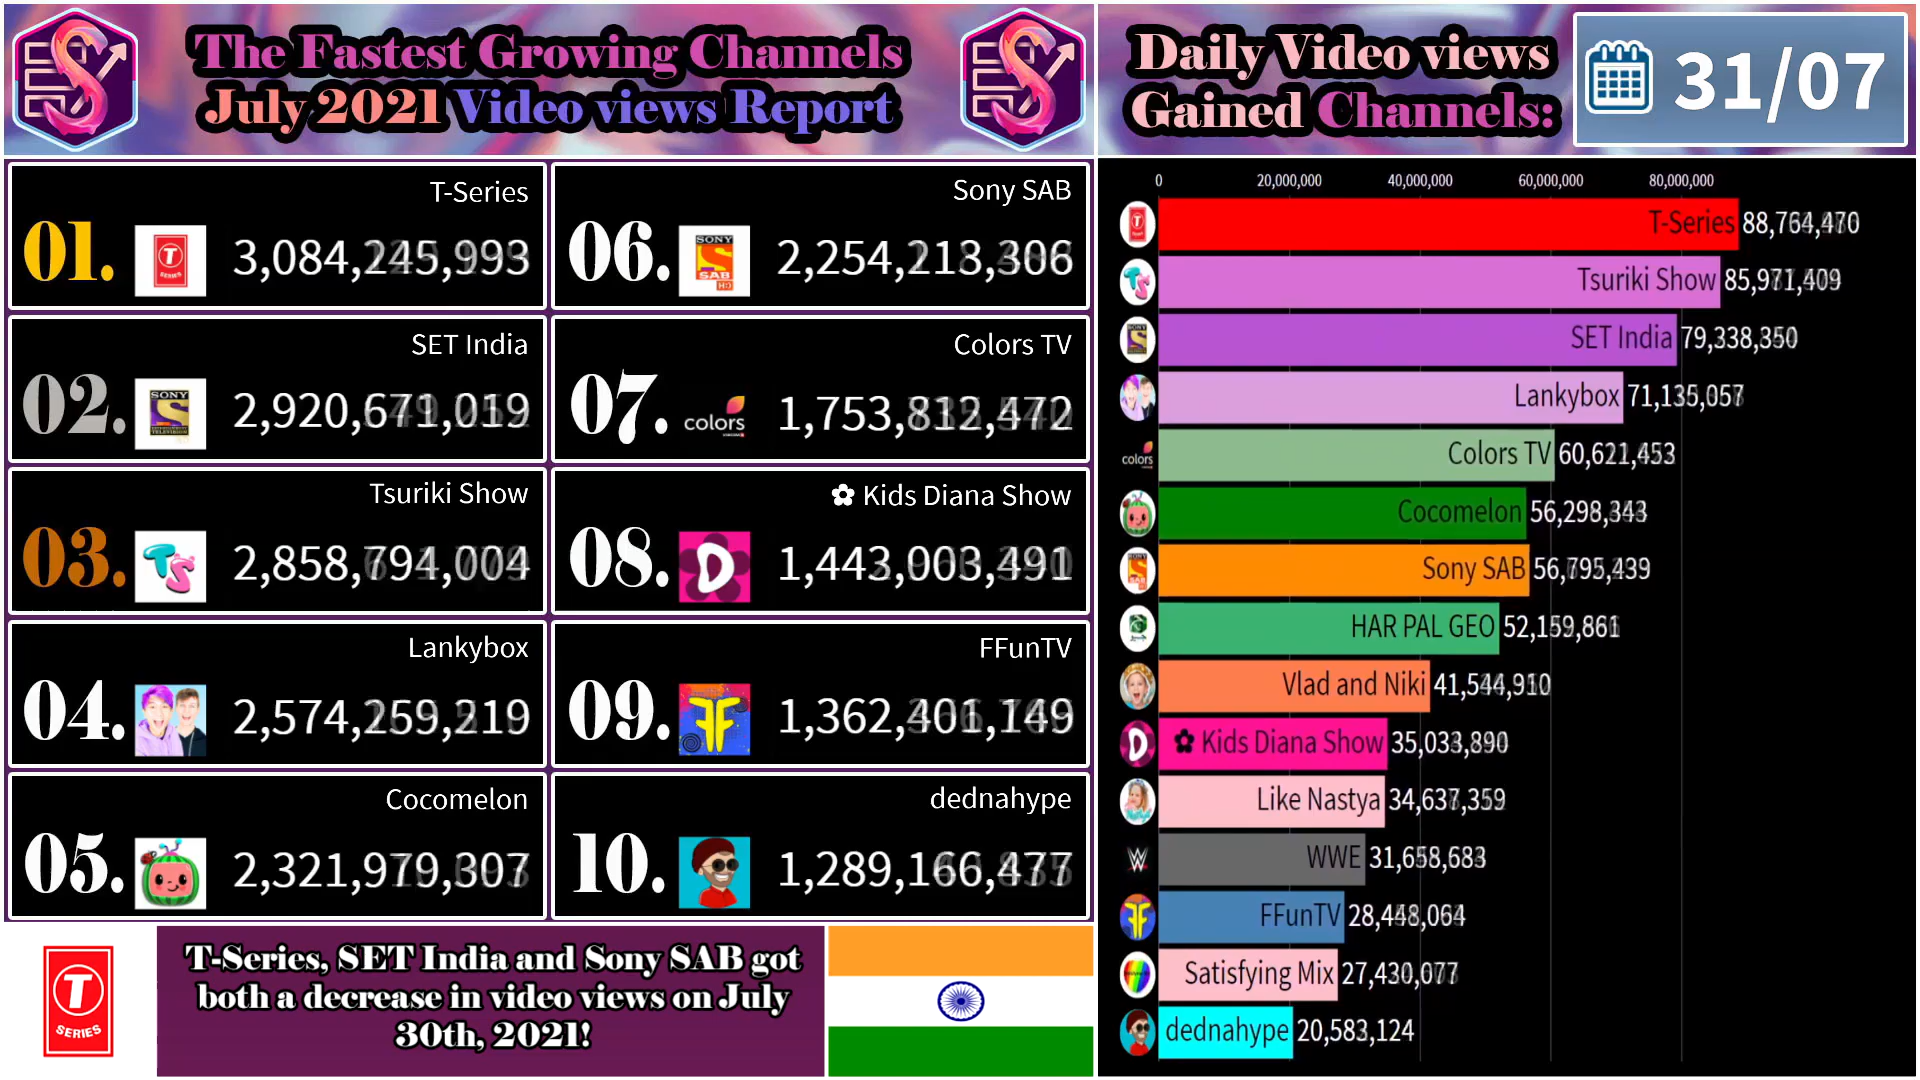 The Fastest Growing Channels
July 2021 Video views Report
Daily Video views
Gained Channels:
31/07
T-Series
01.
T
SERIES
3,084,245,993
SET India
02.
SONY
2,920,671,019
Tsuriki Show
03.
TS
2,858,794,004
Lankybox
04.
2,574,259,219
Cocomelon
05.
2,321,979,307
Sony SAB
06.
SONY
SAB
HD
2,254,213,306
Colors TV
07.
colors
1,753,812,472
✿ Kids Diana Show
08.
D
1,443,003,491
FFunTV
09.
FF
1,362,401,149
dednahype
10.
1,289,166,477
T
SERIES
T-Series, SET India and Sony SAB got
both a decrease in video views on July
30th, 2021!
0 20,000,000 40,000,000 60,000,000 80,000,000
T-Series 88,764,470
Tsuriki Show 85,971,409
SET India 79,338,350
Lankybox 71,135,057
colors Colors TV 60,621,453
Cocomelon 56,298,343
Sony SAB 56,795,439
HAR PAL GEO 52,159,861
Vlad and Niki 41,544,910
✿ Kids Diana Show 35,033,890
Like Nastya 34,637,359
WWE 31,658,683
FFunTV 28,448,064
Satisfying Mix 27,430,077
dednahype 20,583,124